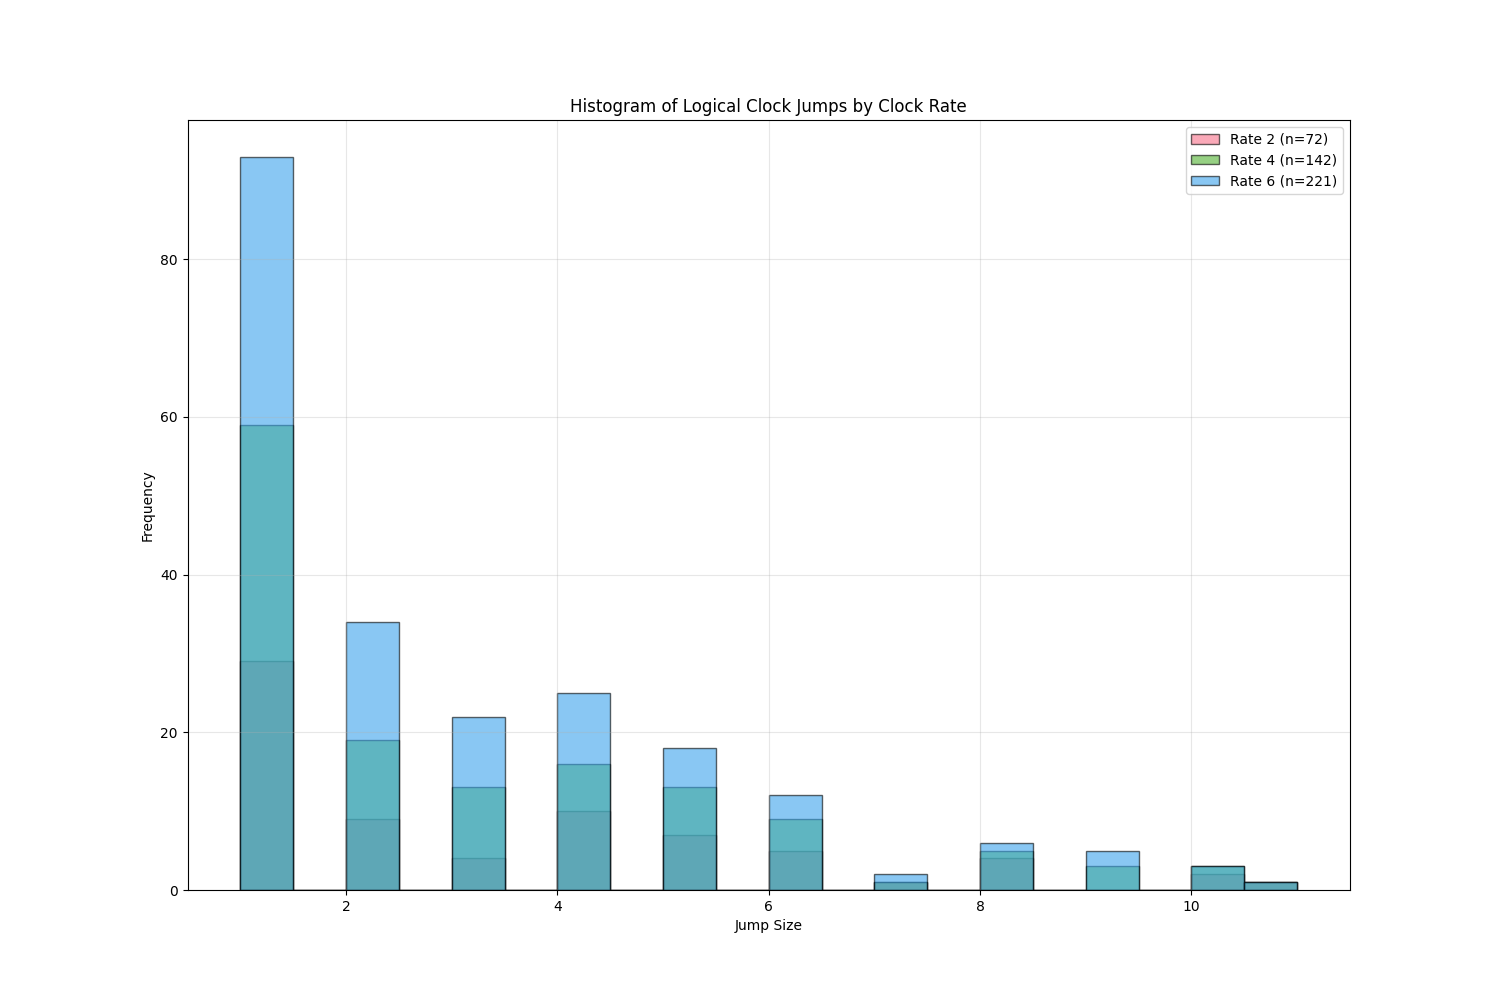 Histogram of Logical Clock Jumps by Clock Rate
Rate 2 (n=72)
Rate 4 (n=142)
Rate 6 (n=221)
80
60
40
20
0
Frequency
2
4
6
8
10
Jump Size